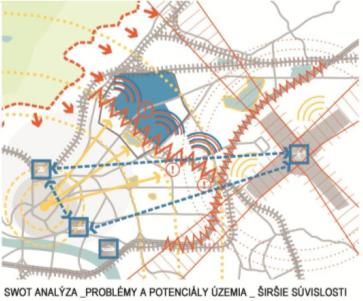 SWOT ANALÝZA _PROBLÉMY A POTENCIÁLY ÚZEMIA _ ŠIRŠIE SÚVISLOSTI